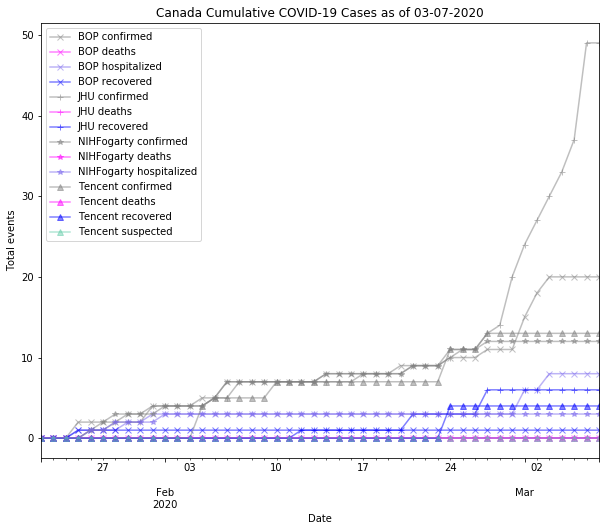 Canada Cumulative COVID-19 Cases as of 03-07-2020
BOP confirmed
BOP deaths
BOP hospitalized
BOP recovered
JHU confirmed
JHU deaths
JHU recovered
NIHFogarty confirmed
NIHFogarty deaths
NIHFogarty hospitalized
Tencent confirmed
Tencent deaths
Tencent recovered
Tencent suspected
Total events
50
40
30
20
10
0
27 03 10 17 24 02
Feb Mar
2020
Date